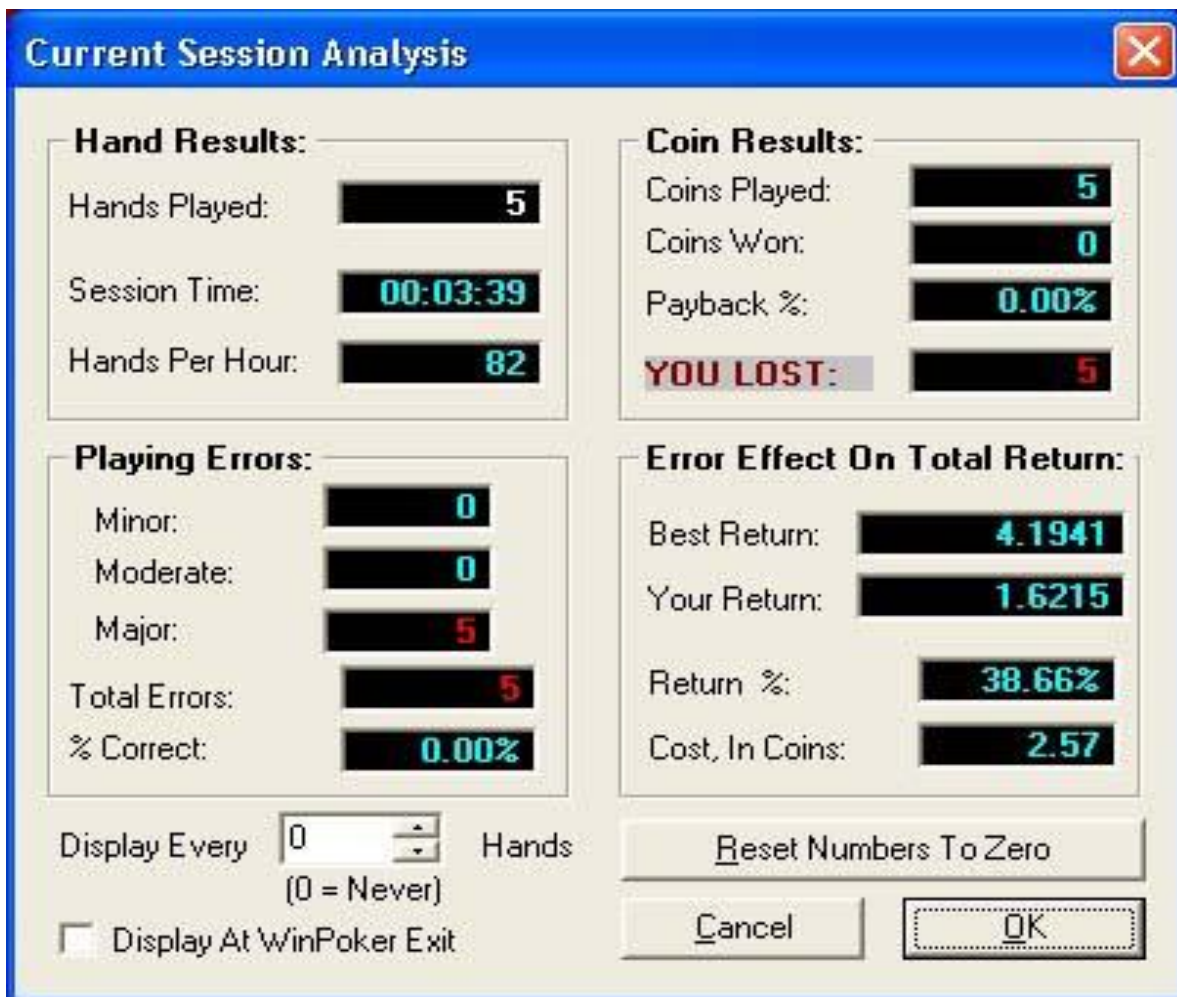 Current Session Analysis
Hand Results:
Hands Played: 5
Session Time: 00:03:39
Hands Per Hour: 82
Coin Results:
Coins Played: 5
Coins Won: 0
Payback %: 0.00%
YOU LOST: 5
Playing Errors:
Minor: 0
Moderate: 0
Major: 5
Total Errors: 5
% Correct: 0.00%
Error Effect On Total Return:
Best Return: 4.1941
Your Return: 1.6215
Return %: 38.66%
Cost, In Coins: 2.57
Display Every 0 Hands
(0 = Never)
Display At WinPoker Exit
Reset Numbers To Zero
Cancel OK